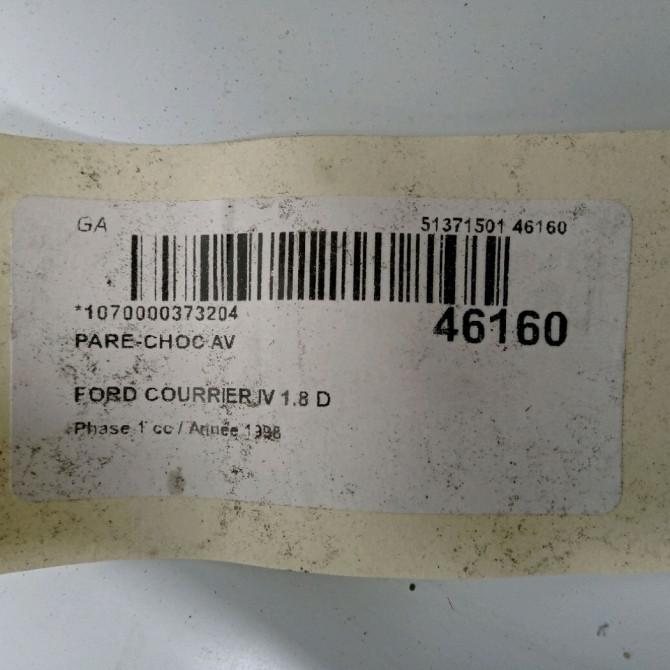 GA 51371501 46160
*1070000373204 46160
PARE-CHOC AV
FORD COURRIER IV 1.8 D
Phase 1 cc / Année 1998